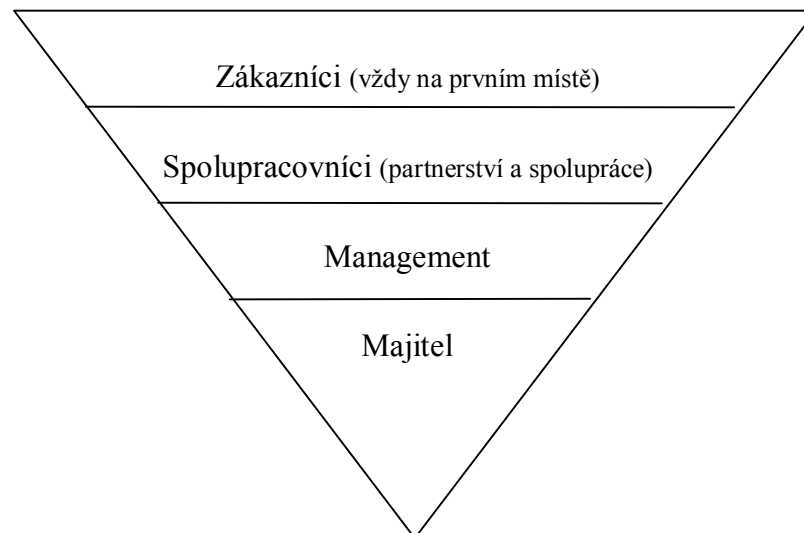 Zákazníci (vždy na prvním místě)
Spolupracovníci (partnerství a spolupráce)
Management
Majitel